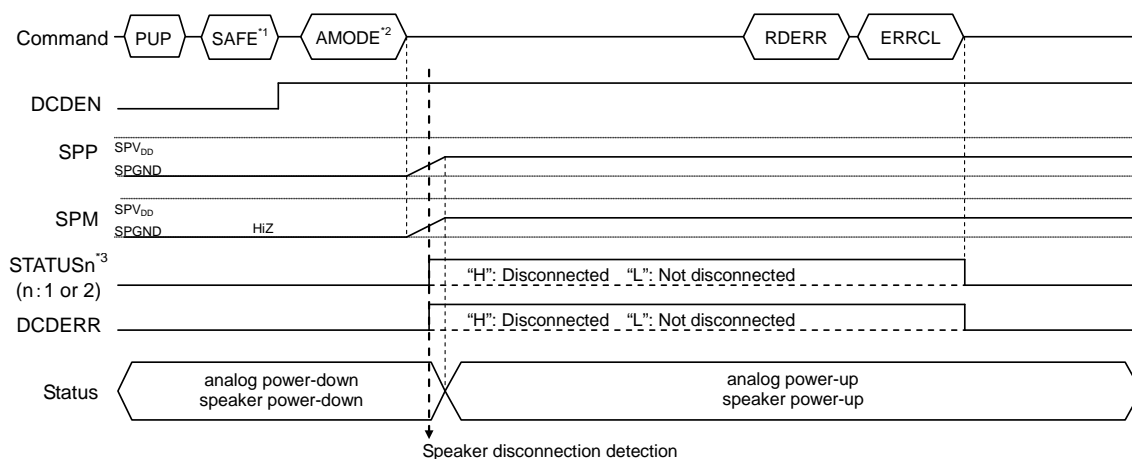 Command PUP SAFE*1 AMODE*2 RDERR ERRCL
DCDEN
SPP SPVDD
SPGND
SPM SPVDD
SPGND HiZ
STATUSn*3
(n : 1 or 2) “H”: Disconnected “L”: Not disconnected
DCDERR “H”: Disconnected “L”: Not disconnected
Status analog power-down analog power-up
speaker power-down speaker power-up
Speaker disconnection detection